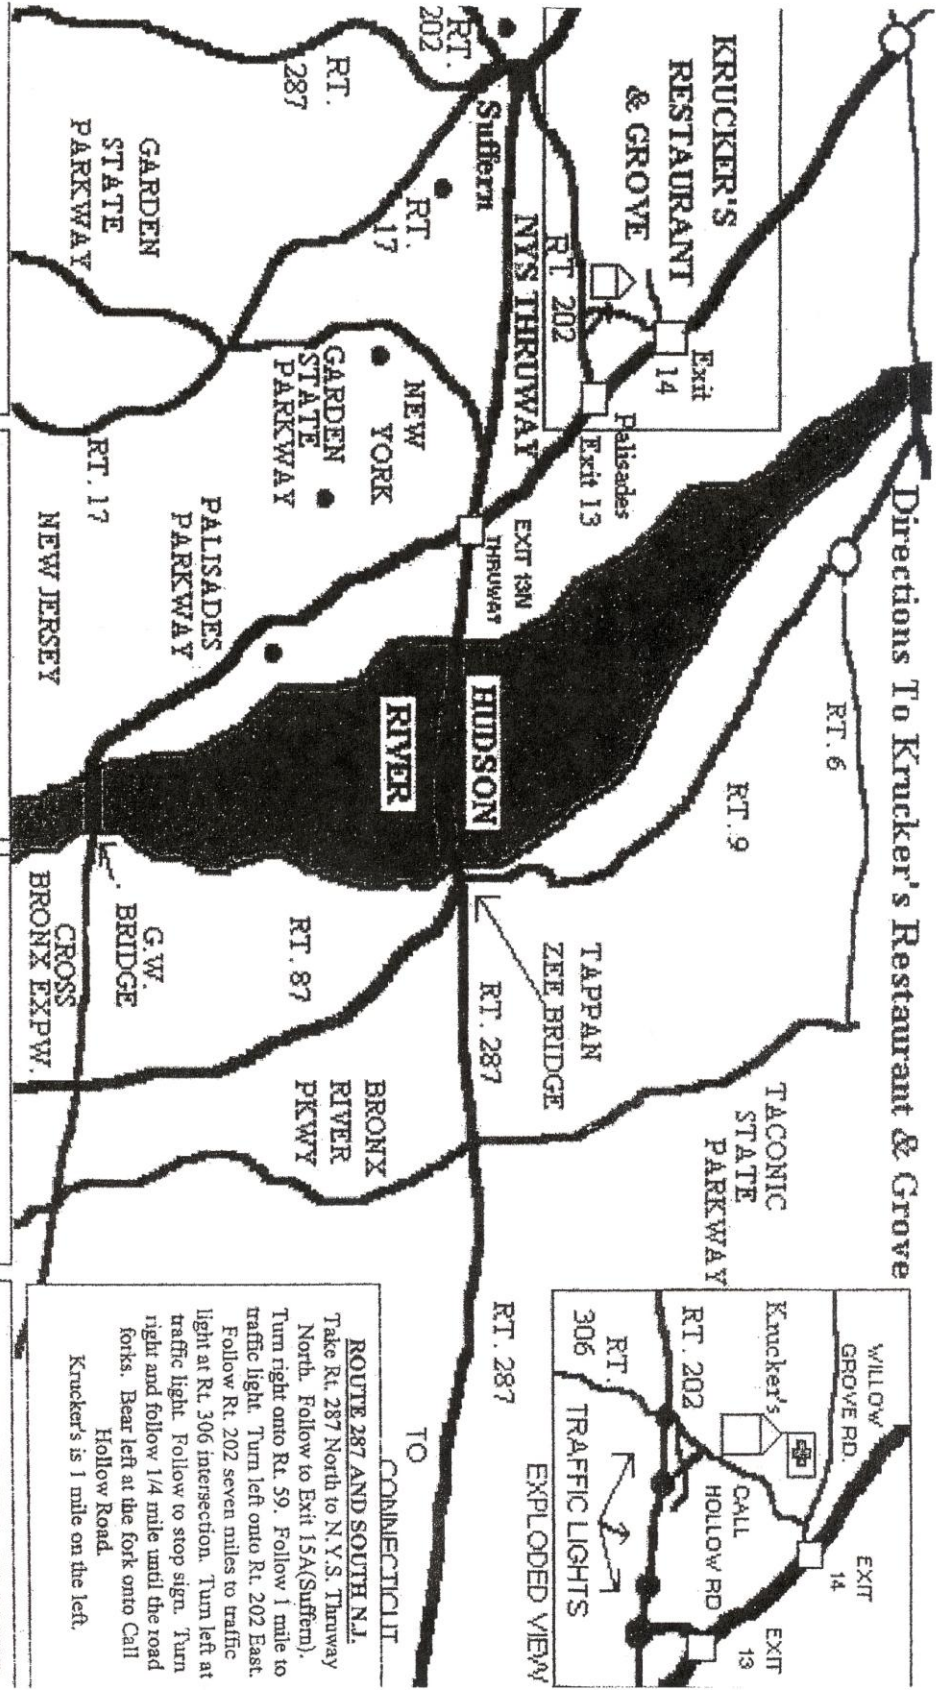 Directions To Krucker's Restaurant & Grove
KRUCKER'S
RESTAURANT
& GROVE
Exit
14
Palisades
Exit 13
RT 202
NYS THRUWAY
RT.
202
Suffern
RT.
287
RT.
17
GARDEN
STATE
PARKWAY
NEW
YORK
GARDEN
STATE
PARKWAY
RT. 17
EXIT 13N
THRUWAY
PALISADES
PARKWAY
NEW JERSEY
HUDSON
RIVER
RT. 6
RT. 9
TAPPAN
ZEE BRIDGE
RT. 287
RT. 87
G.W.
BRIDGE
CROSS
BRONX EXPW.
BRONX
RIVER
PKWY
TACONIC
STATE
PARKWAY
RT. 287
TO
CONNECTICUT
WILLOW
GROVE RD.
EXIT
14
Krucker's
CALL
HOLLOW RD
EXIT
13
RT. 202
RT.
306
TRAFFIC LIGHTS
EXPLODED VIEW
ROUTE 287 AND SOUTH N.J.
Take Rt. 287 North to N.Y.S. Thruway
North. Follow to Exit 15A(Suffern).
Turn right onto Rt. 59. Follow 1 mile to
traffic light. Turn left onto Rt. 202 East.
Follow Rt. 202 seven miles to traffic
light at Rt. 306 intersection. Turn left at
traffic light. Follow to stop sign. Turn
right and follow 1/4 mile until the road
forks. Bear left at the fork onto Call
Hollow Road.
Krucker's is 1 mile on the left.